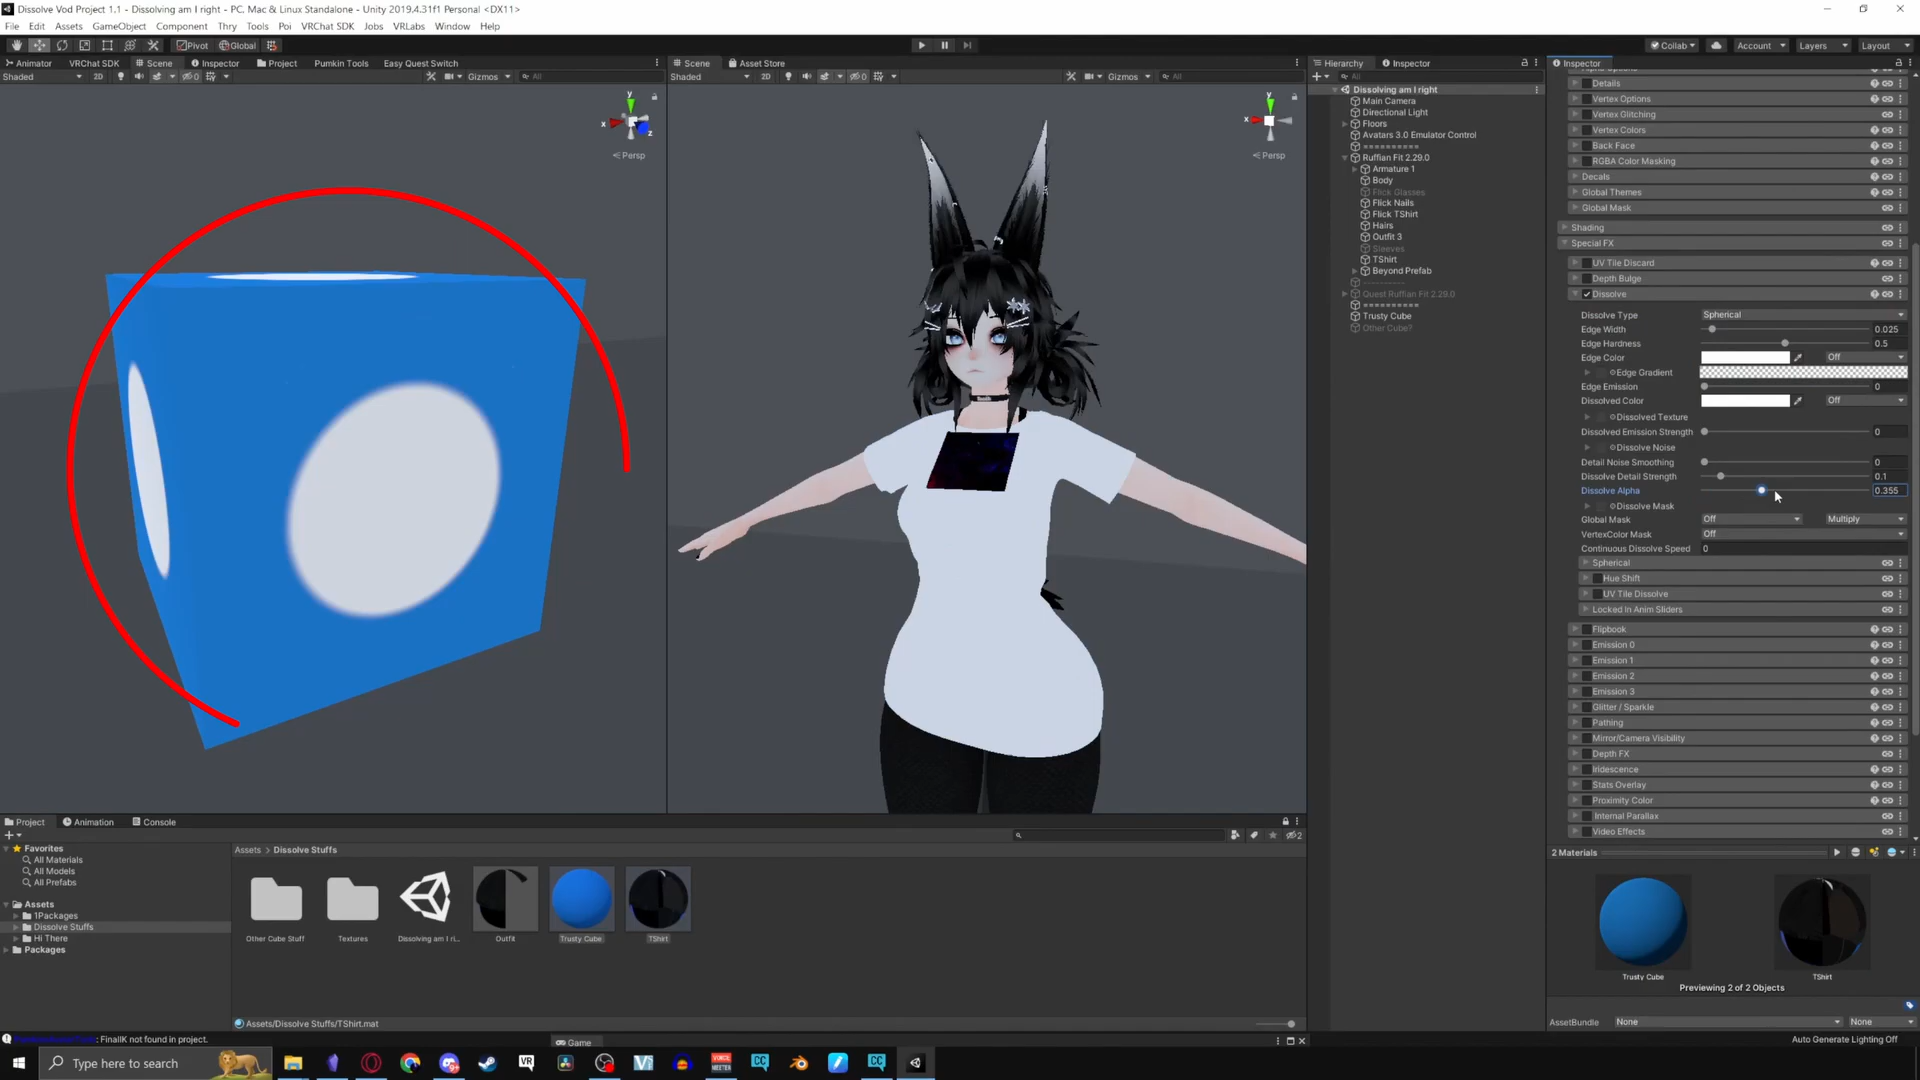 Dissolve Vod Project 1.1 - Dissolving am I right - PC, Mac & Linux Standalone - Unity 2019.4.31f1 Personal <DX11>
File Edit Assets GameObject Component Thry Tools Poi VRChat SDK Jobs VRLabs Window Help
Pivot Global Collab Account Layers Layout
Animator VRChat SDK Scene Inspector Project Pumkin Tools Easy Quest Switch
Shaded 2D Gizmos All
y
x
z
Persp
Scene Asset Store
Shaded 2D Gizmos All
y
x
Persp
Hierarchy Inspector
All
Dissolving am I right
Main Camera
Directional Light
Floors
Avatars 3.0 Emulator Control
==========
Ruffian Fit 2.29.0
Armature 1
Body
Flick Glasses
Flick Nails
Flick TShirt
Hairs
Outfit 3
Sleeves
TShirt
Beyond Prefab
----------
Quest Ruffian Fit 2.29.0
==========
Trusty Cube
Other Cube?
Inspector
Details
Vertex Options
Vertex Glitching
Vertex Colors
Back Face
RGBA Color Masking
Decals
Global Themes
Global Mask
Shading
Special FX
UV Tile Discard
Depth Bulge
Dissolve
Dissolve Type Spherical
Edge Width 0.025
Edge Hardness 0.5
Edge Color Off
Edge Gradient
Edge Emission 0
Dissolved Color Off
Dissolved Texture
Dissolved Emission Strength 0
Dissolve Noise
Detail Noise Smoothing 0
Dissolve Detail Strength 0.1
Dissolve Alpha 0.355
Dissolve Mask
Global Mask Off Multiply
VertexColor Mask Off
Continuous Dissolve Speed 0
Spherical
Hue Shift
UV Tile Dissolve
Locked In Anim Sliders
Flipbook
Emission 0
Emission 1
Emission 2
Emission 3
Glitter / Sparkle
Pathing
Mirror/Camera Visibility
Depth FX
Iridescence
Stats Overlay
Proximity Color
Internal Parallax
Video Effects
2 Materials
Trusty Cube TShirt
Previewing 2 of 2 Objects
AssetBundle None None
Auto Generate Lighting Off
Project Animation Console
2
Favorites
All Materials
All Models
All Prefabs
Assets
1Packages
Dissolve Stuffs
Hi There
Packages
Assets > Dissolve Stuffs
Other Cube Stuff Textures Dissolving am I ri... Outfit Trusty Cube TShirt
Assets/Dissolve Stuffs/TShirt.mat
: FinalIK not found in project.
Game
Type here to search
VR
VOICE MEETER
CC
CC